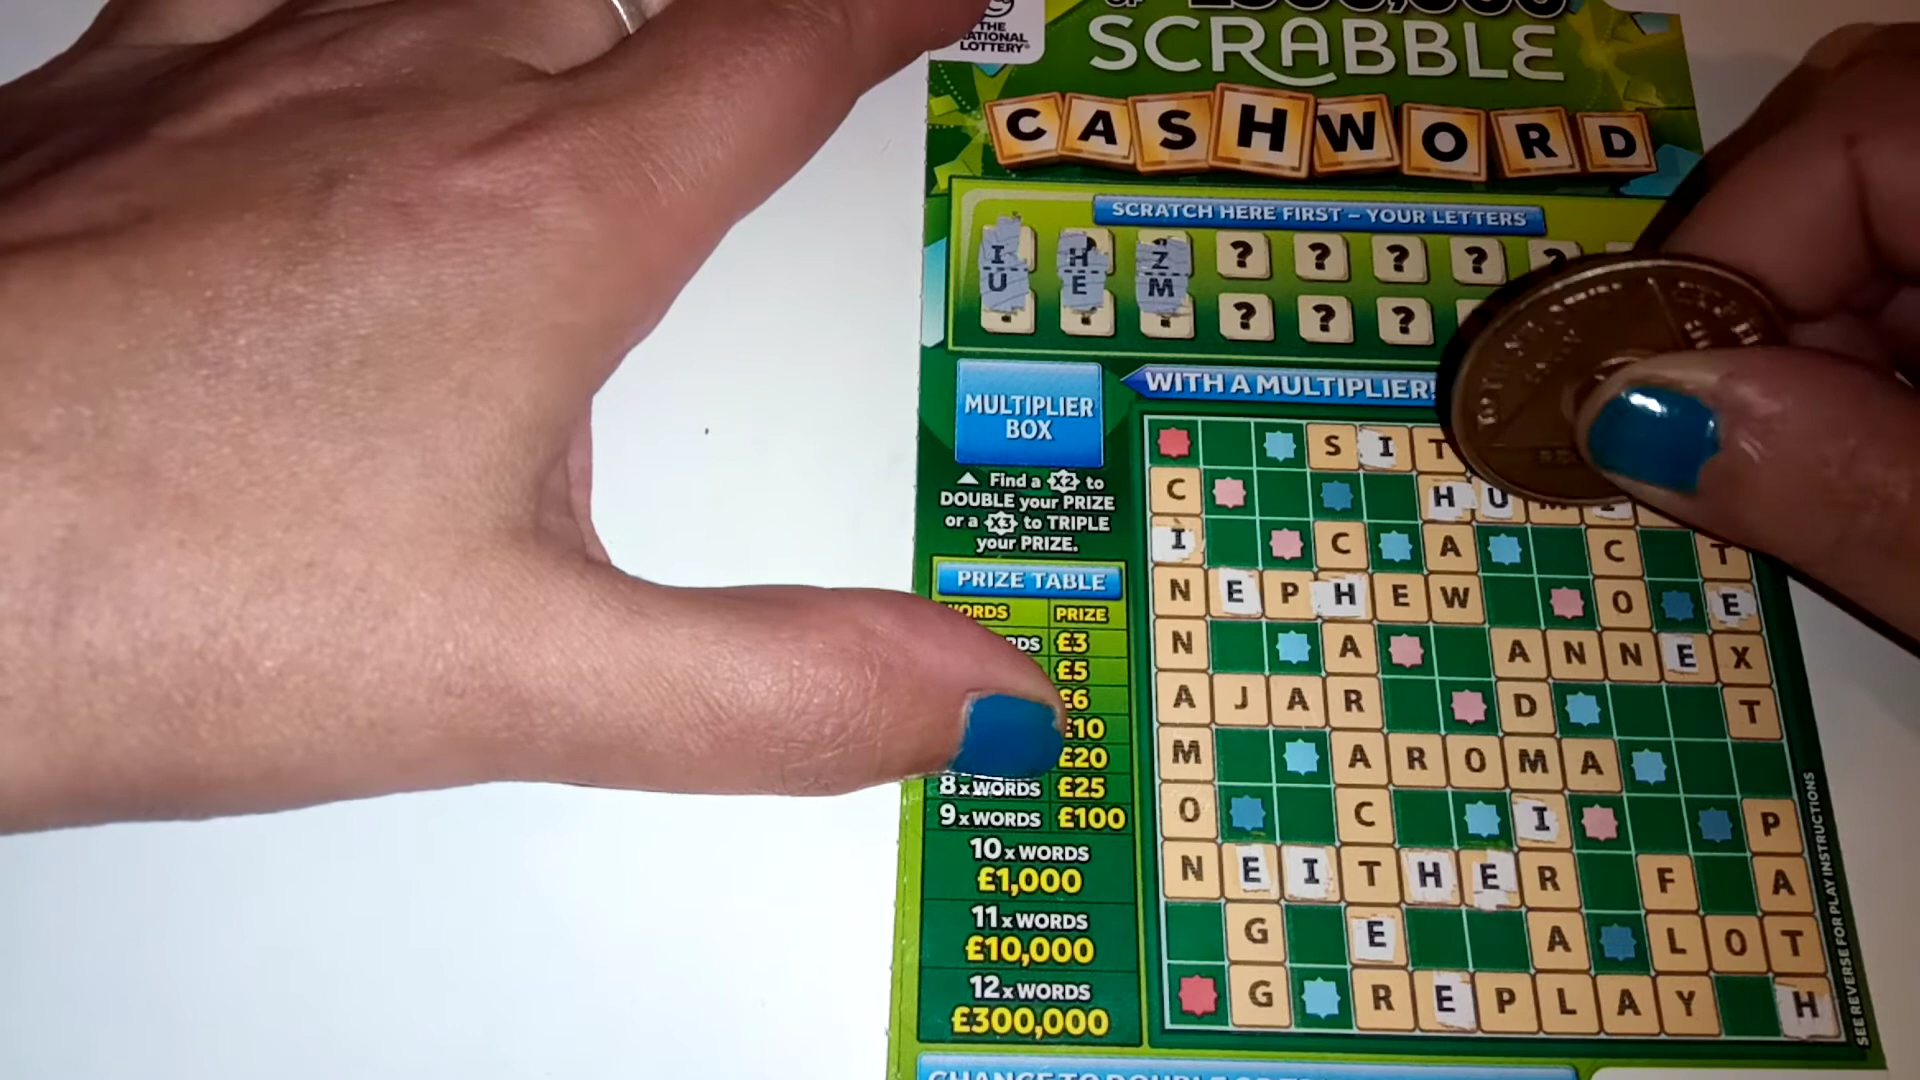 THE
NATIONAL
LOTTERY
OF
SCRABBLE
CASHWORD
SCRATCH HERE FIRST – YOUR LETTERS
I H Z ? ? ? ? ?
U E M ? ? ?
MULTIPLIER
BOX
WITH A MULTIPLIER!
Find a X2 to
DOUBLE your PRIZE
or a X3 to TRIPLE
your PRIZE.
PRIZE TABLE
WORDS PRIZE
£3
£5
£6
£10
£20
8 x WORDS £25
9 x WORDS £100
10 x WORDS
£1,000
11 x WORDS
£10,000
12 x WORDS
£300,000
S I T
C H U
I C A C T
N E P H E W O E
N A A N N E X
A J A R D T
M A R O M A
O C I P
N E I T H E R F A
G E A L O T
G R E P L A Y H
SEE REVERSE FOR PLAY INSTRUCTIONS